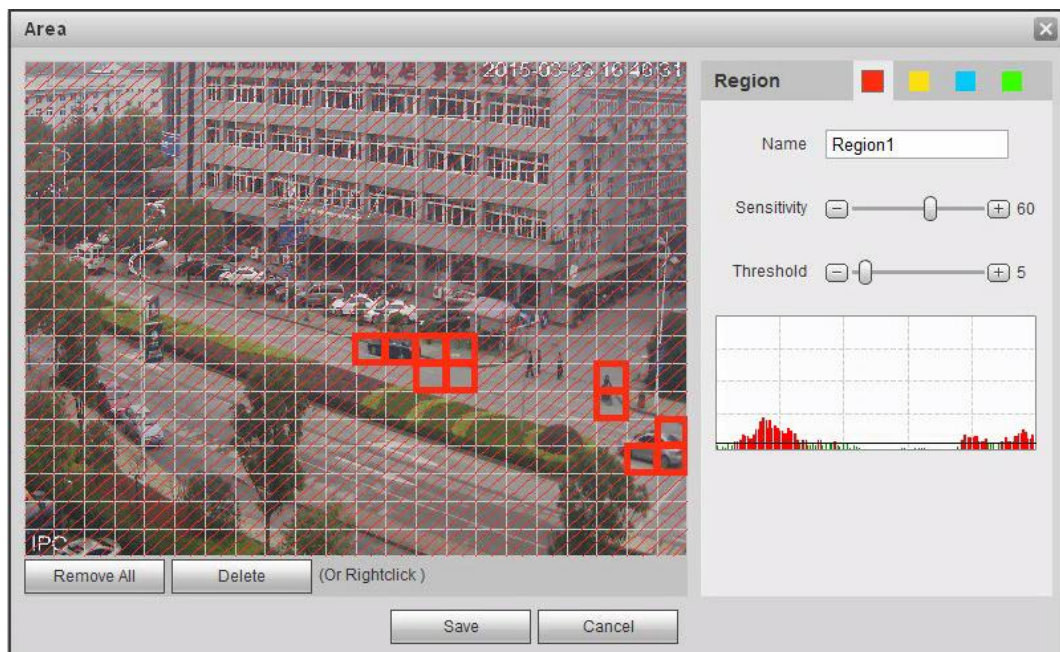 Area
2015-03-23 16:46:31
Region
Name
Region1
Sensitivity
60
Threshold
5
IPC
Remove All
Delete
(Or Rightclick )
Save
Cancel